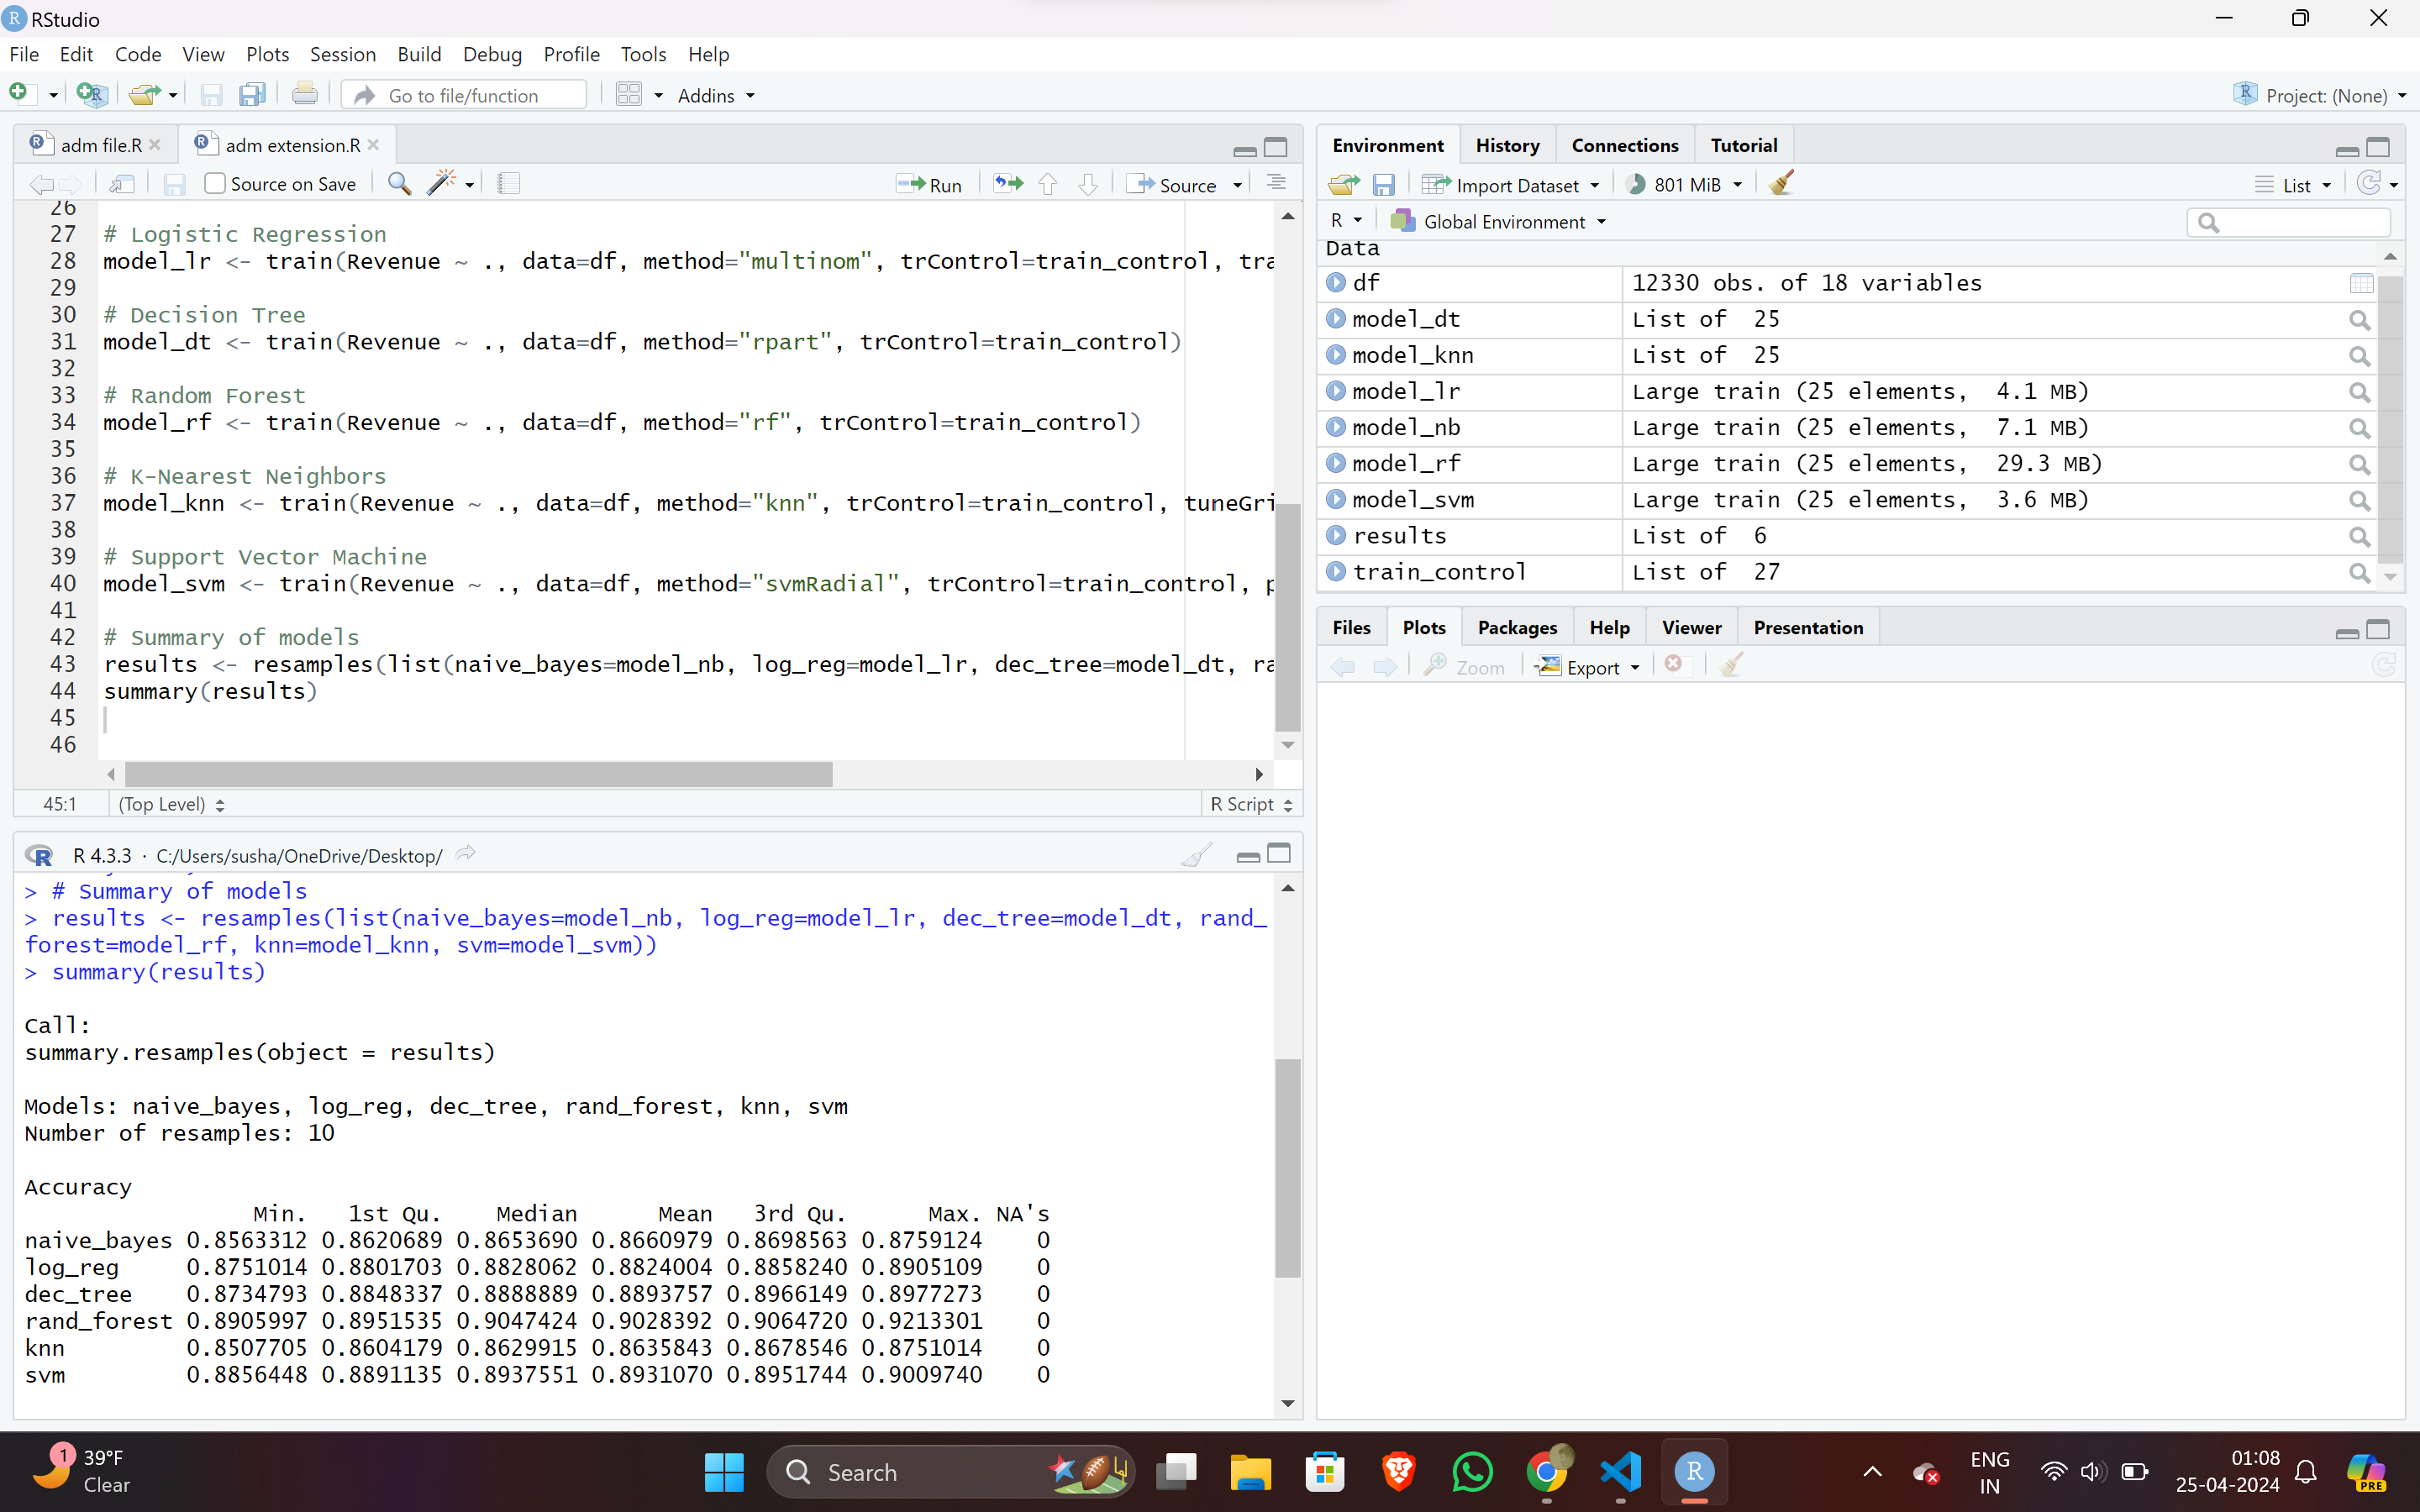 RStudio
File Edit Code View Plots Session Build Debug Profile Tools Help
Go to file/function Addins Project: (None)
adm file.R adm extension.R
Source on Save Run Source
26
27 # Logistic Regression
28 model_lr <- train(Revenue ~ ., data=df, method="multinom", trControl=train_control, tra
29
30 # Decision Tree
31 model_dt <- train(Revenue ~ ., data=df, method="rpart", trControl=train_control)
32
33 # Random Forest
34 model_rf <- train(Revenue ~ ., data=df, method="rf", trControl=train_control)
35
36 # K-Nearest Neighbors
37 model_knn <- train(Revenue ~ ., data=df, method="knn", trControl=train_control, tuneGri
38
39 # Support Vector Machine
40 model_svm <- train(Revenue ~ ., data=df, method="svmRadial", trControl=train_control, p
41
42 # Summary of models
43 results <- resamples(list(naive_bayes=model_nb, log_reg=model_lr, dec_tree=model_dt, ra
44 summary(results)
45
46
45:1 (Top Level) R Script
R 4.3.3 · C:/Users/susha/OneDrive/Desktop/
> # Summary of models
> results <- resamples(list(naive_bayes=model_nb, log_reg=model_lr, dec_tree=model_dt, rand_
forest=model_rf, knn=model_knn, svm=model_svm))
> summary(results)
Call:
summary.resamples(object = results)
Models: naive_bayes, log_reg, dec_tree, rand_forest, knn, svm
Number of resamples: 10
Accuracy
Min. 1st Qu. Median Mean 3rd Qu. Max. NA's
naive_bayes 0.8563312 0.8620689 0.8653690 0.8660979 0.8698563 0.8759124 0
log_reg 0.8751014 0.8801703 0.8828062 0.8824004 0.8858240 0.8905109 0
dec_tree 0.8734793 0.8848337 0.8888889 0.8893757 0.8966149 0.8977273 0
rand_forest 0.8905997 0.8951535 0.9047424 0.9028392 0.9064720 0.9213301 0
knn 0.8507705 0.8604179 0.8629915 0.8635843 0.8678546 0.8751014 0
svm 0.8856448 0.8891135 0.8937551 0.8931070 0.8951744 0.9009740 0
Environment History Connections Tutorial
Import Dataset 801 MiB List
R Global Environment
Data
df 12330 obs. of 18 variables
model_dt List of 25
model_knn List of 25
model_lr Large train (25 elements, 4.1 MB)
model_nb Large train (25 elements, 7.1 MB)
model_rf Large train (25 elements, 29.3 MB)
model_svm Large train (25 elements, 3.6 MB)
results List of 6
train_control List of 27
Files Plots Packages Help Viewer Presentation
Zoom Export
1 39°F
Clear
Search
ENG
IN
01:08
25-04-2024
PRE